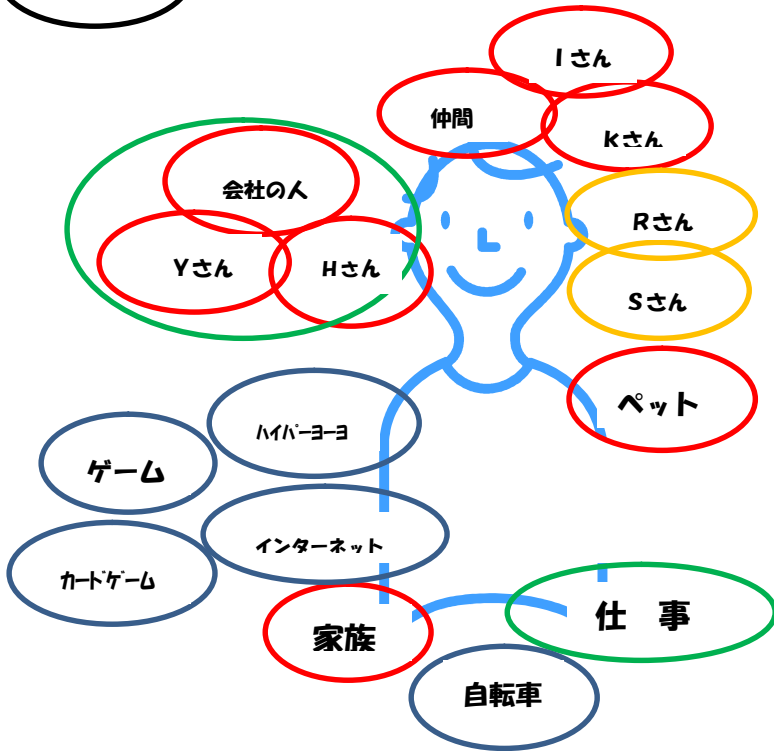 Iさん
仲間
Kさん
会社の人
Rさん
Yさん
Hさん
Sさん
ペット
ハイパーヨーヨ
ゲーム
インターネット
カードゲーム
仕　事
家族
自転車